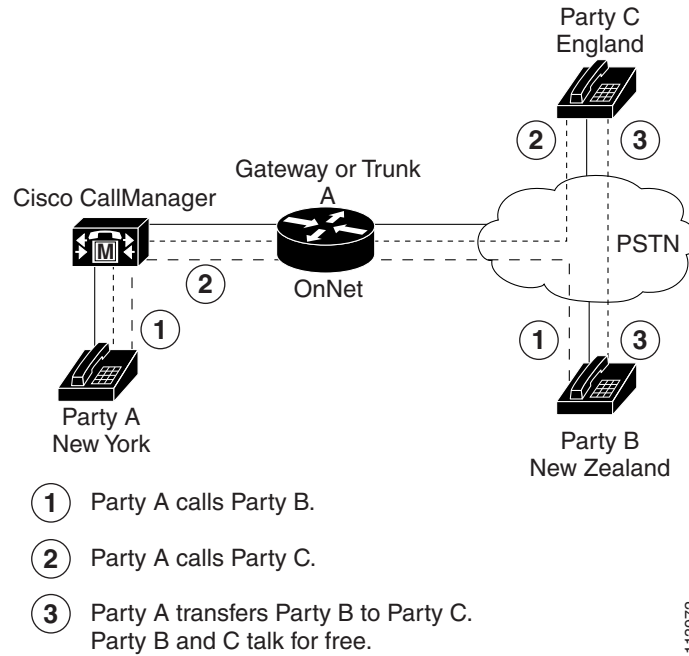 Party C
England
2
3
Gateway or Trunk
A
Cisco CallManager
M
PSTN
OnNet
2
1
1
3
Party A
New York
Party B
New Zealand
1 Party A calls Party B.
2 Party A calls Party C.
3 Party A transfers Party B to Party C.
Party B and C talk for free.